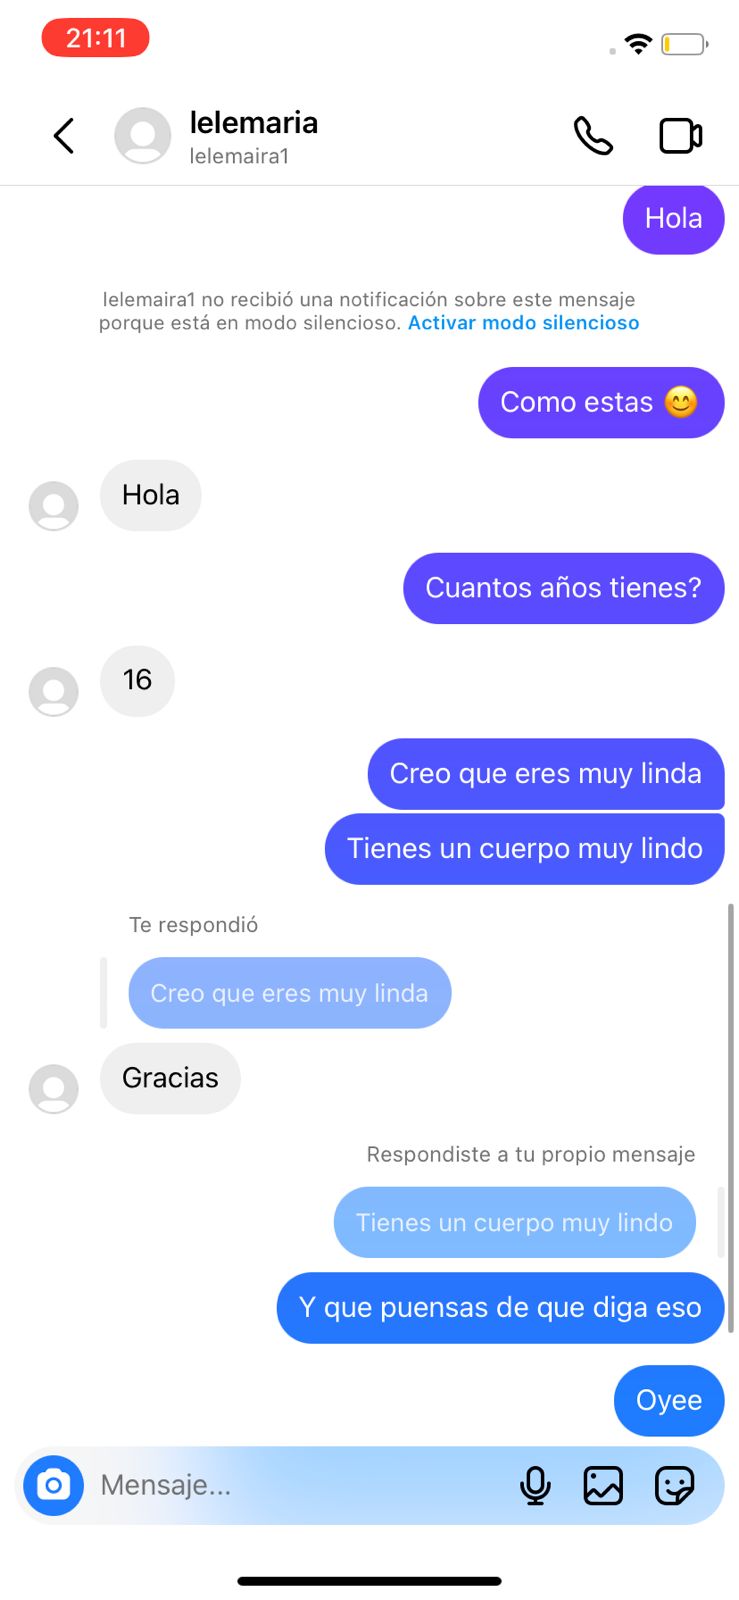 21:11
lelemaria
lelemaira1
Hola
lelemaira1 no recibió una notificación sobre este mensaje
porque está en modo silencioso. Activar modo silencioso
Como estas 😊
Hola
Cuantos años tienes?
16
Creo que eres muy linda
Tienes un cuerpo muy lindo
Te respondió
Creo que eres muy linda
Gracias
Respondiste a tu propio mensaje
Tienes un cuerpo muy lindo
Y que puensas de que diga eso
Oyee
Mensaje...